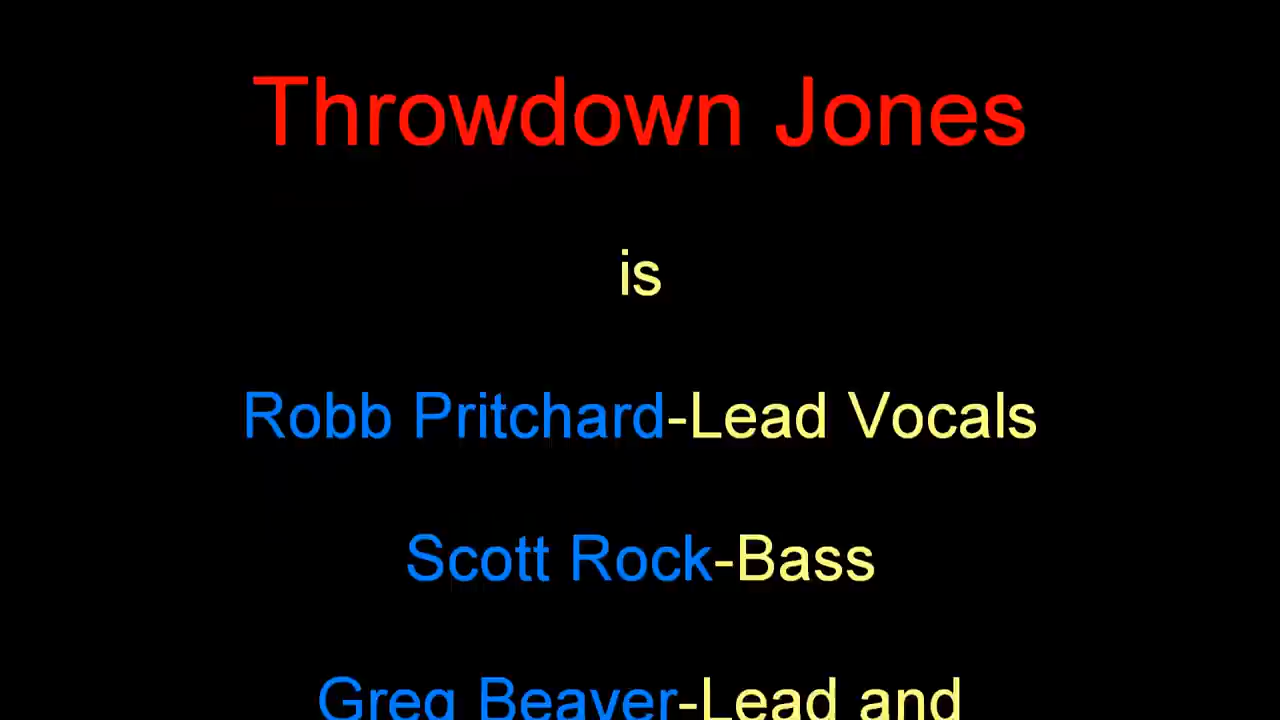 Throwdown Jones
is
Robb Pritchard-Lead Vocals
Scott Rock-Bass
Greg Beaver-Lead and